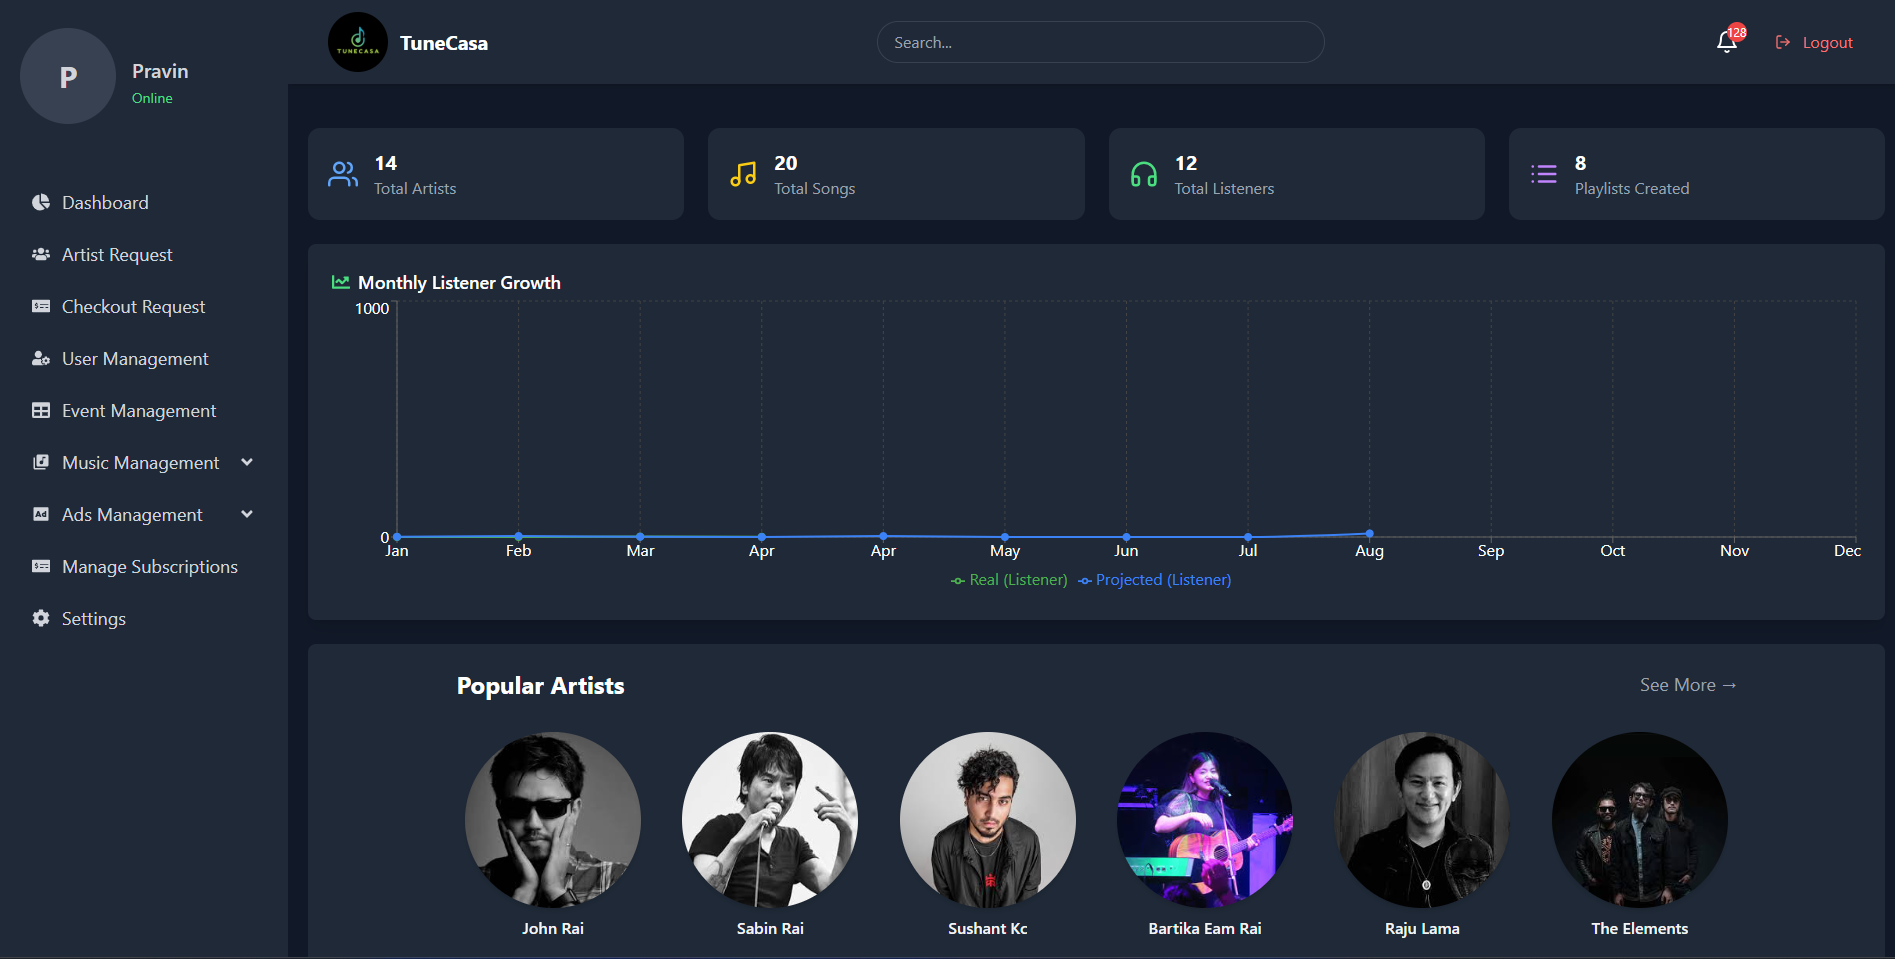 P
Pravin
Online
Dashboard
Artist Request
Checkout Request
User Management
Event Management
Music Management
Ad Ads Management
Manage Subscriptions
Settings
TUNECASA
TuneCasa
Search...
128
Logout
14
Total Artists
20
Total Songs
12
Total Listeners
8
Playlists Created
Monthly Listener Growth
1000
0
Jan Feb Mar Apr Apr May Jun Jul Aug Sep Oct Nov Dec
Real (Listener) Projected (Listener)
Popular Artists
See More →
John Rai
Sabin Rai
Sushant Kc
Bartika Eam Rai
Raju Lama
The Elements